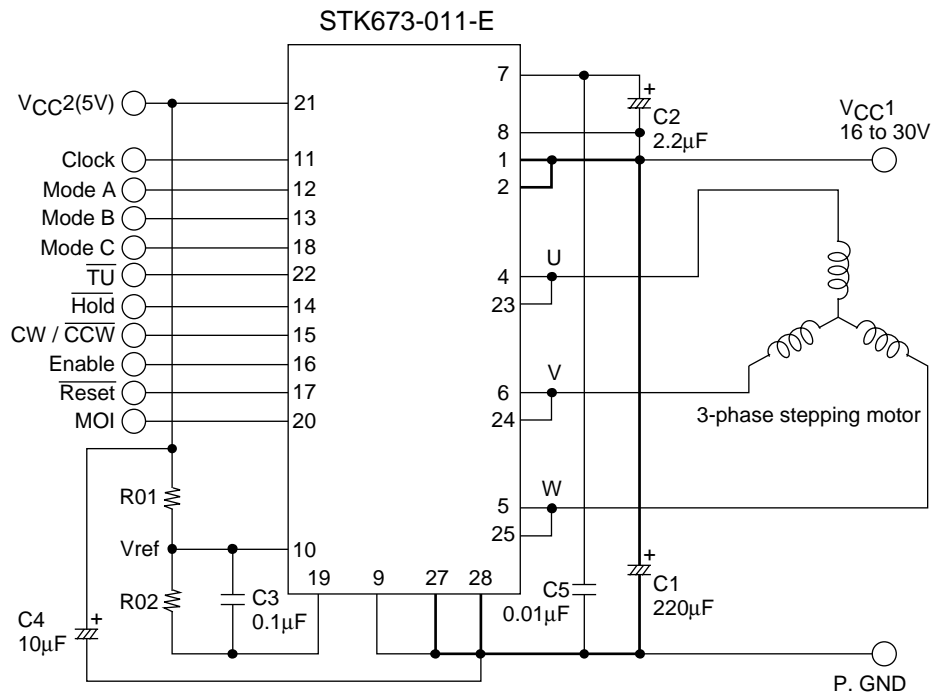 STK673-011-E
VCC2(5V)
21
Clock
11
Mode A
12
Mode B
13
Mode C
18
TU
22
Hold
14
CW / CCW
15
Enable
16
Reset
17
MOI
20
R01
Vref
10
R02
C3
0.1µF
C4
+
10µF
19
9
27
28
7
8
1
2
+
C2
2.2µF
VCC1
16 to 30V
4
U
23
6
V
24
5
W
25
3-phase stepping motor
C5
0.01µF
+
C1
220µF
P. GND